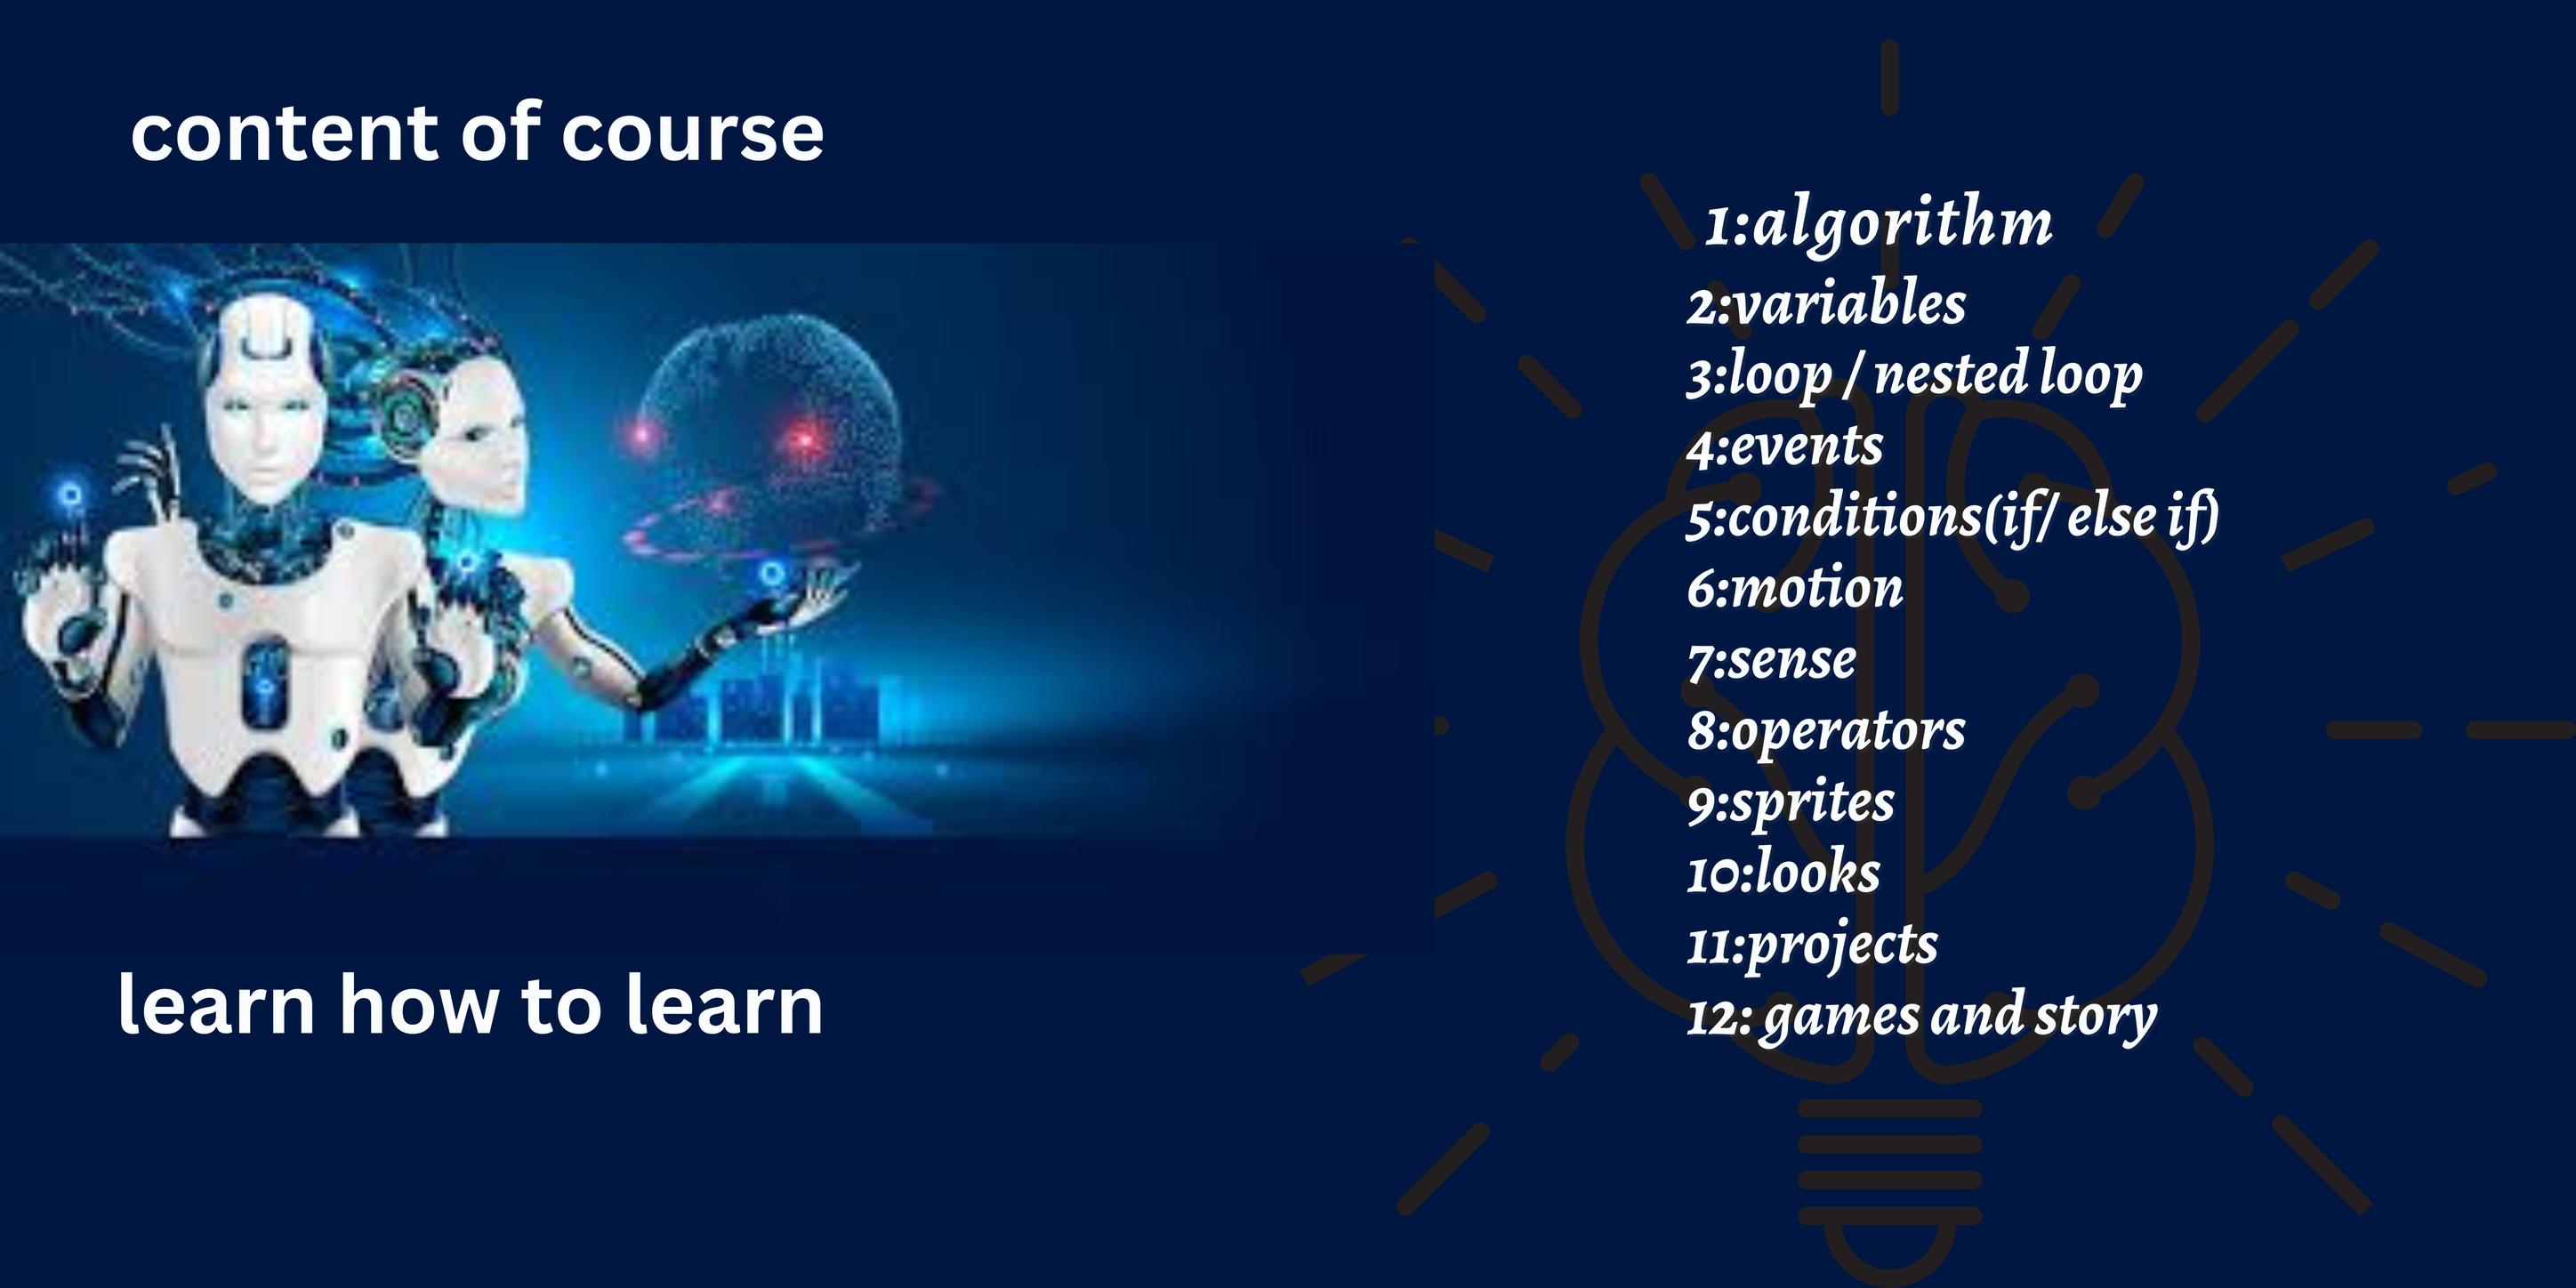 content of course
learn how to learn
1:algorithm
2:variables
3:loop / nested loop
4:events
5:conditions(if/ else if)
6:motion
7:sense
8:operators
9:sprites
10:looks
11:projects
12: games and story